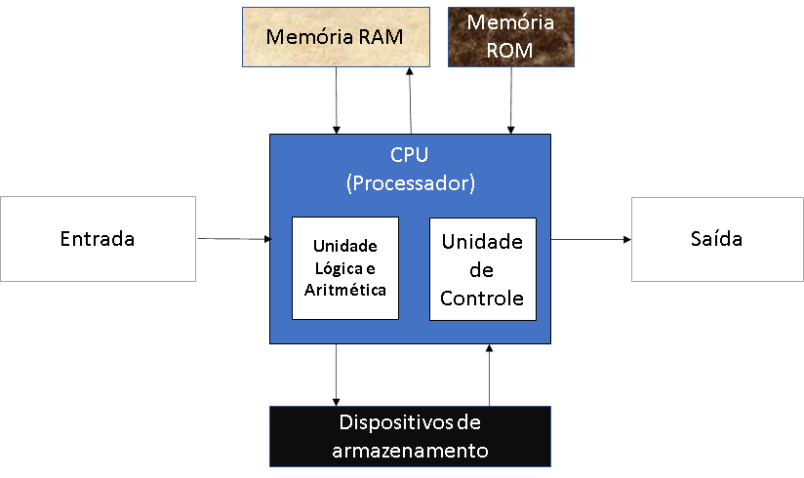 Memória RAM
Memória
ROM
CPU
(Processador)
Entrada
Unidade
Lógica e
Aritmética
Unidade
de
Controle
Saída
Dispositivos de
armazenamento